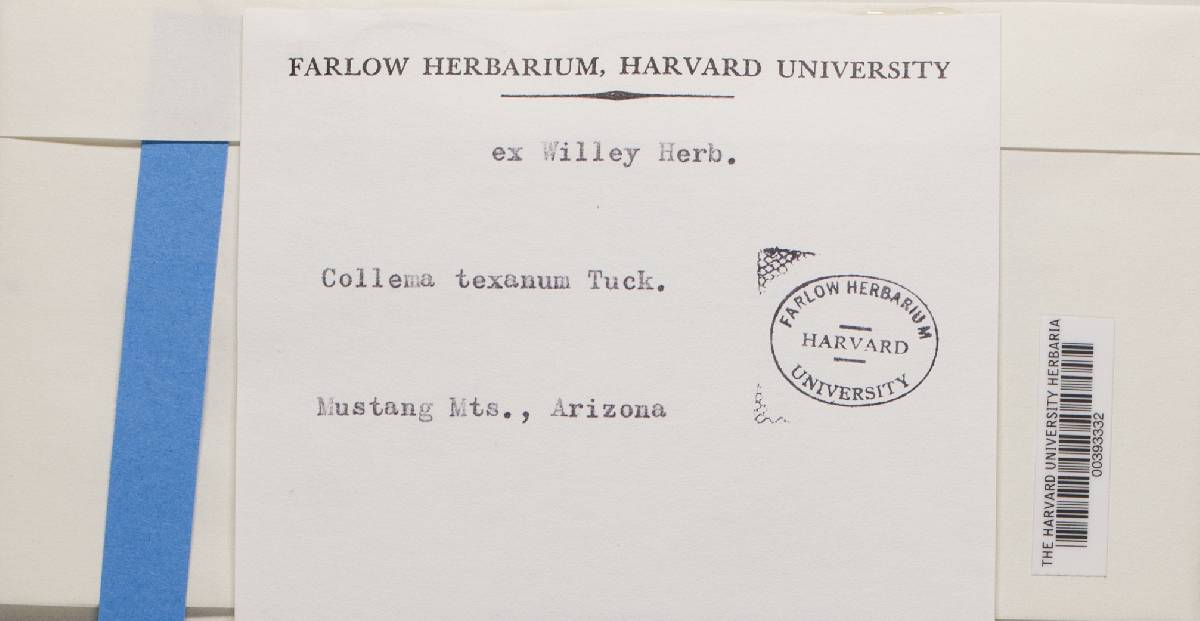 FARLOW HERBARIUM, HARVARD UNIVERSITY
ex Willey Herb.
Collema texanum Tuck.
Mustang Mts., Arizona
FARLOW HERBARIUM
HARVARD
UNIVERSITY
THE HARVARD UNIVERSITY HERBARIA
00393332